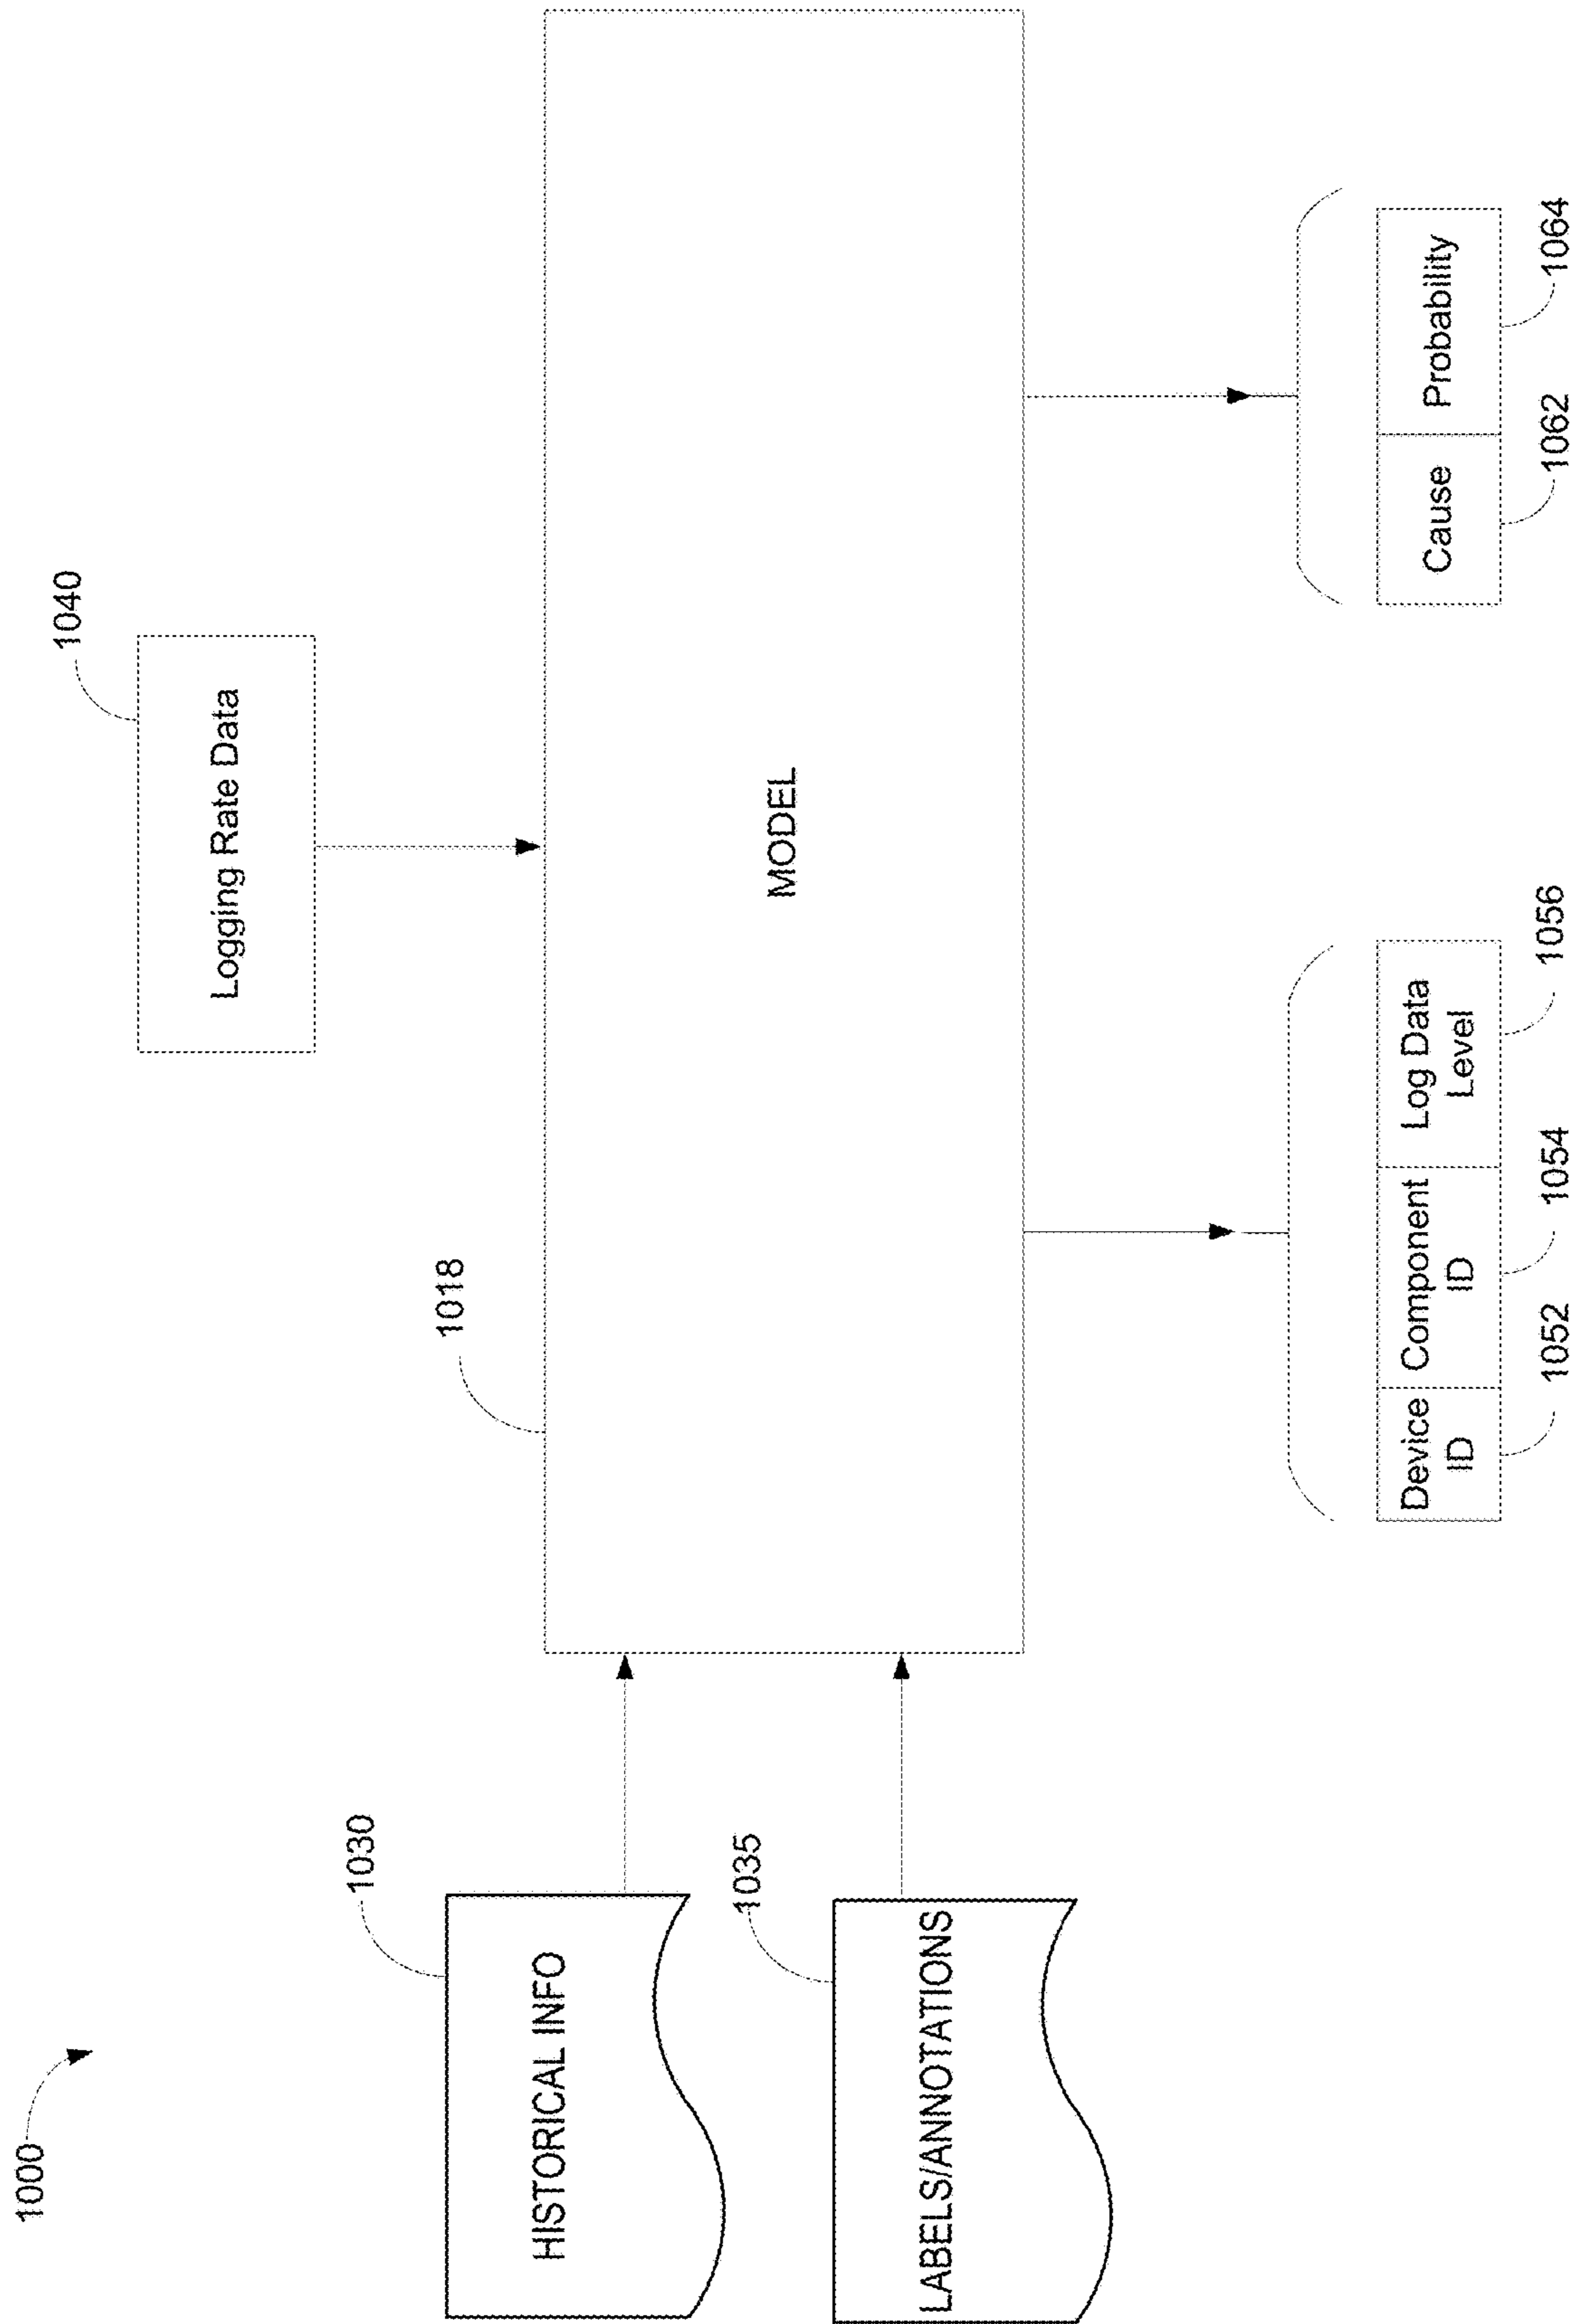 1000
1040
Logging Rate Data
1018
MODEL
1030
HISTORICAL INFO
1035
LABELS/ANNOTATIONS
Device
ID
Component
ID
Log Data
Level
1052
1054
1056
Cause
Probability
1062
1064